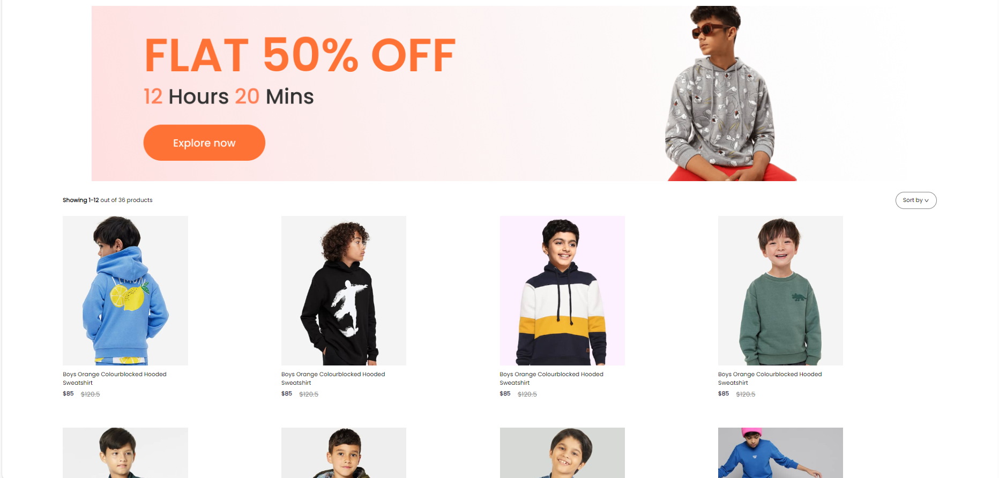 FLAT 50% OFF
12 Hours 20 Mins
Explore now
Showing 1-12 out of 36 products
Sort by
Boys Orange Colourblocked Hooded
Sweatshirt
$85 $120.5
Boys Orange Colourblocked Hooded
Sweatshirt
$85 $120.5
Boys Orange Colourblocked Hooded
Sweatshirt
$85 $120.5
Boys Orange Colourblocked Hooded
Sweatshirt
$85 $120.5